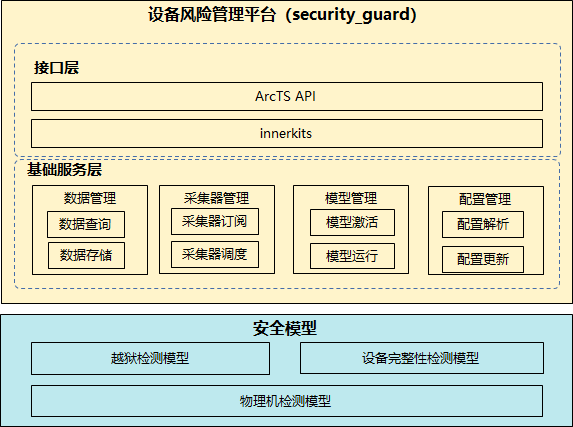 设备风险管理平台（security_guard）
接口层
ArcTS API
innerkits
基础服务层
数据管理
采集器管理
模型管理
配置管理
数据查询
采集器订阅
模型激活
配置解析
数据存储
采集器调度
模型运行
配置更新
安全模型
越狱检测模型
设备完整性检测模型
物理机检测模型